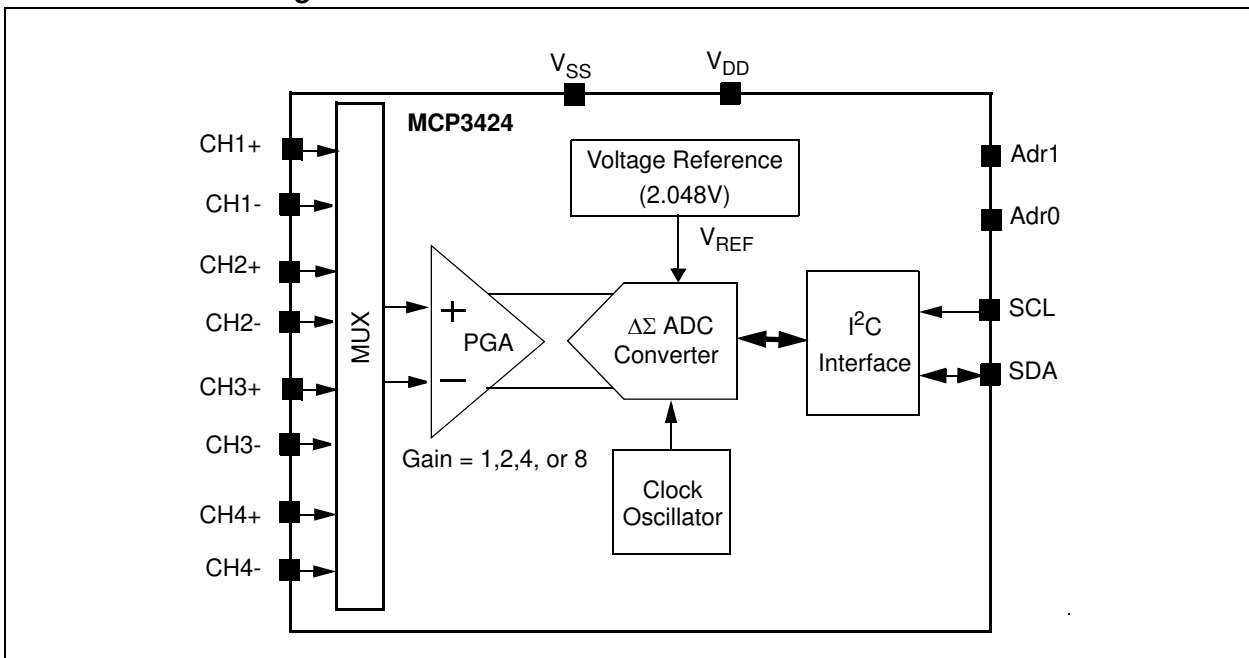 V_SS
V_DD
MCP3424
CH1+
CH1-
CH2+
CH2-
CH3+
CH3-
CH4+
CH4-
MUX
+
PGA
−
Gain = 1,2,4, or 8
Voltage Reference
(2.048V)
V_REF
ΔΣ ADC
Converter
Clock
Oscillator
I²C
Interface
Adr1
Adr0
SCL
SDA